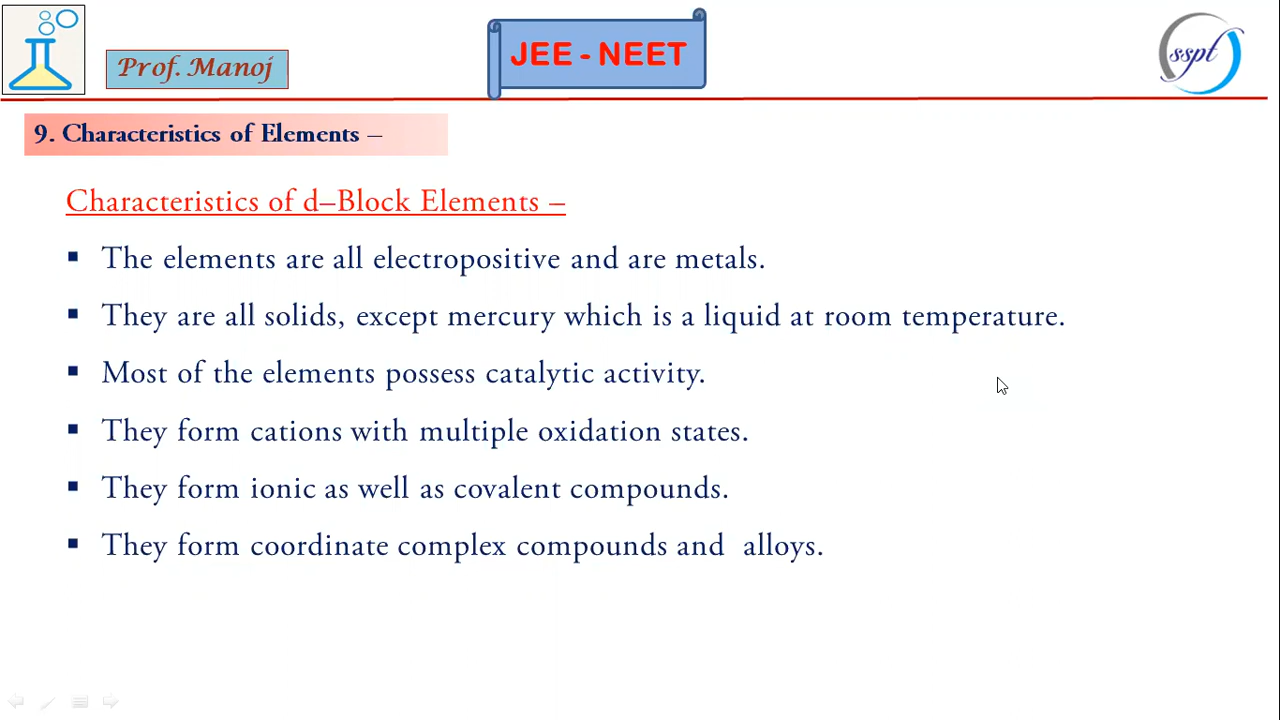 Prof. Manoj
JEE - NEET
sspt
9. Characteristics of Elements –
Characteristics of d–Block Elements –
▪ The elements are all electropositive and are metals.
▪ They are all solids, except mercury which is a liquid at room temperature.
▪ Most of the elements possess catalytic activity.
▪ They form cations with multiple oxidation states.
▪ They form ionic as well as covalent compounds.
▪ They form coordinate complex compounds and  alloys.